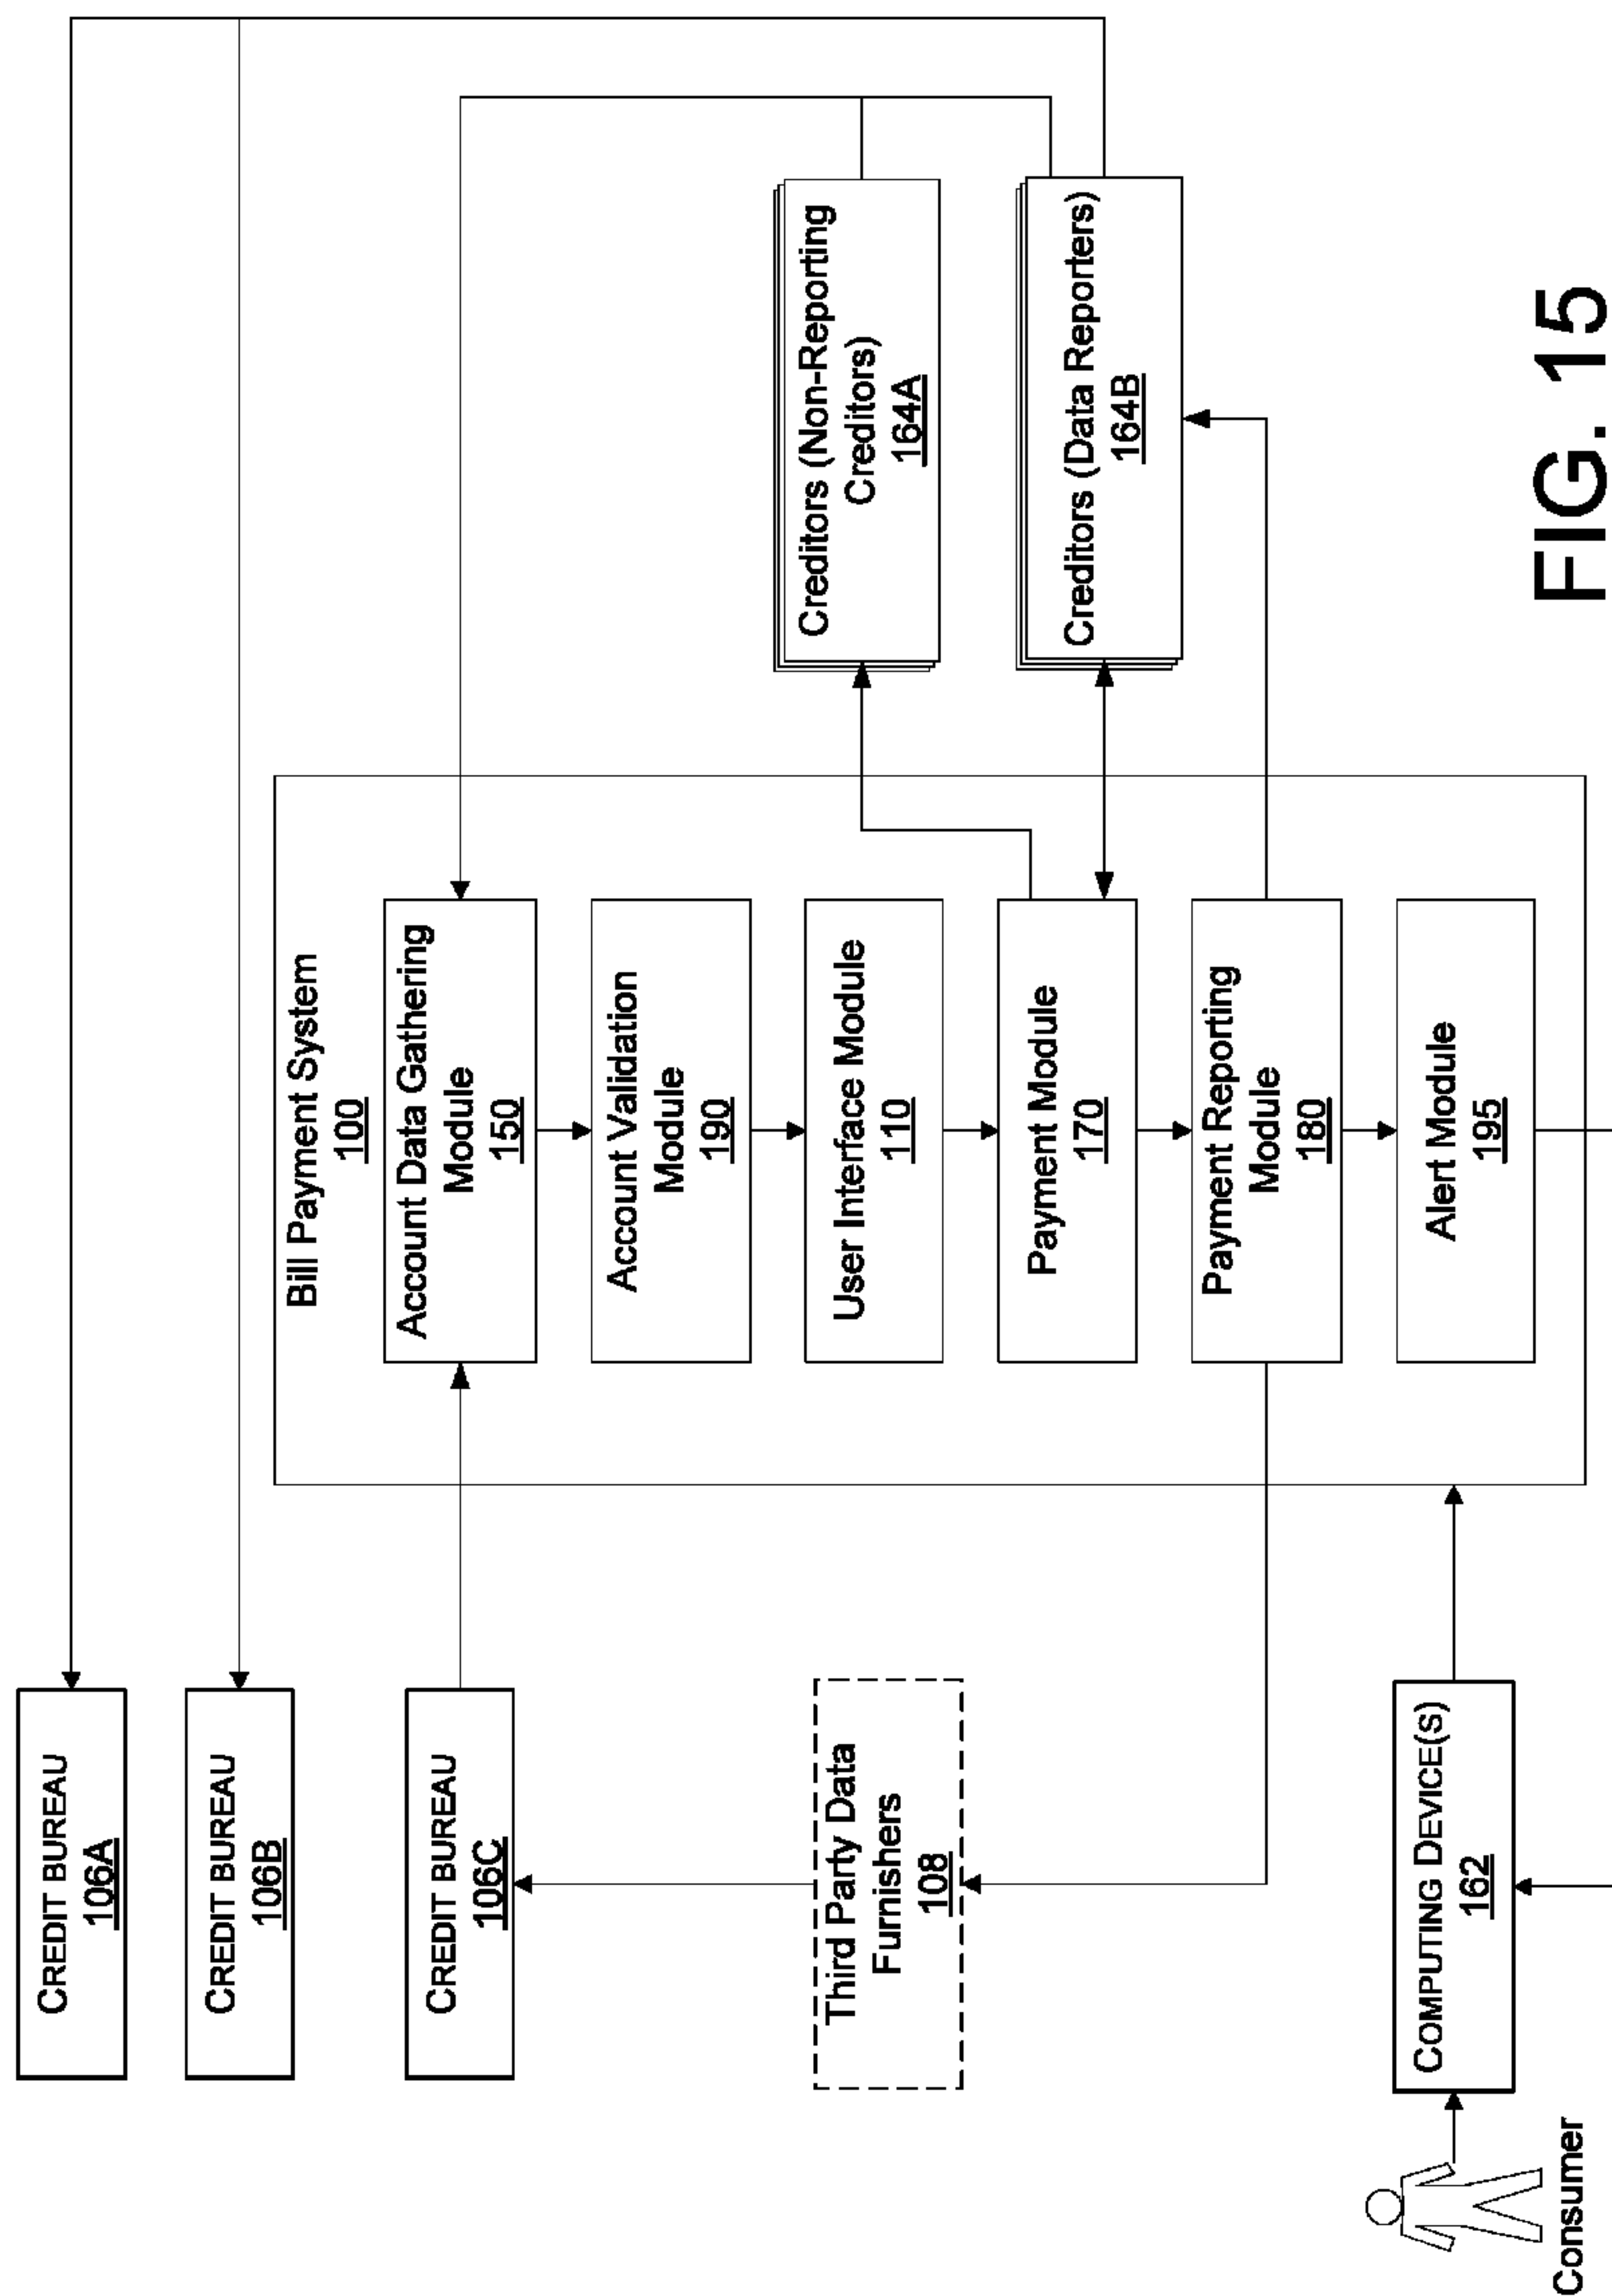 CREDIT BUREAU
106A
CREDIT BUREAU
106B
CREDIT BUREAU
106C
Third Party Data
Furnishers
108
COMPUTING DEVICE(S)
162
Consumer
Bill Payment System
100
Account Data Gathering
Module
150
Account Validation
Module
190
User Interface Module
110
Payment Module
170
Payment Reporting
Module
180
Alert Module
195
Creditors (Non-Reporting
Creditors)
164A
Creditors (Data Reporters)
164B
FIG. 15